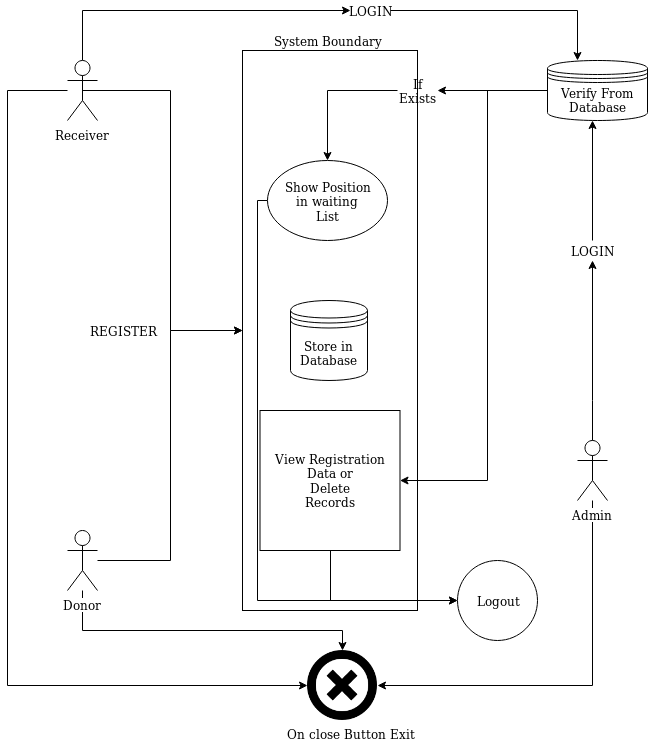 LOGIN
System Boundary
If
Exists
Verify From
Database
Receiver
Show Position
in waiting
List
LOGIN
REGISTER
Store in
Database
View Registration
Data or
Delete
Records
Admin
Donor
Logout
On close Button Exit